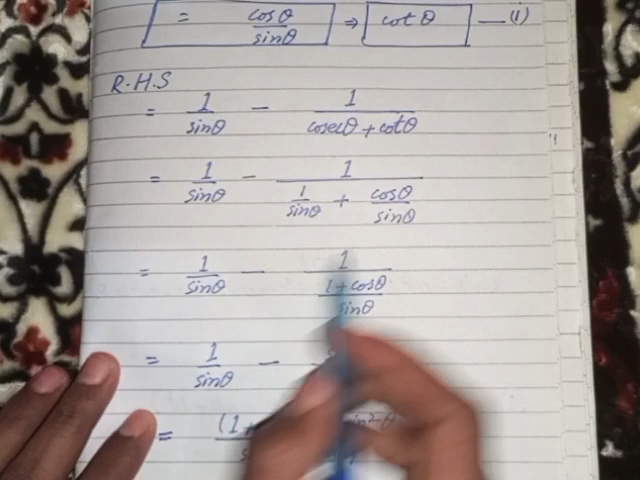 = cosθ/sinθ ⇒ cotθ —(i)
R.H.S
= 1/sinθ - 1/(cosecθ + cotθ)
= 1/sinθ - 1/(1/sinθ + cosθ/sinθ)
= 1/sinθ - 1/((1+cosθ)/sinθ)
= 1/sinθ -
= (1+